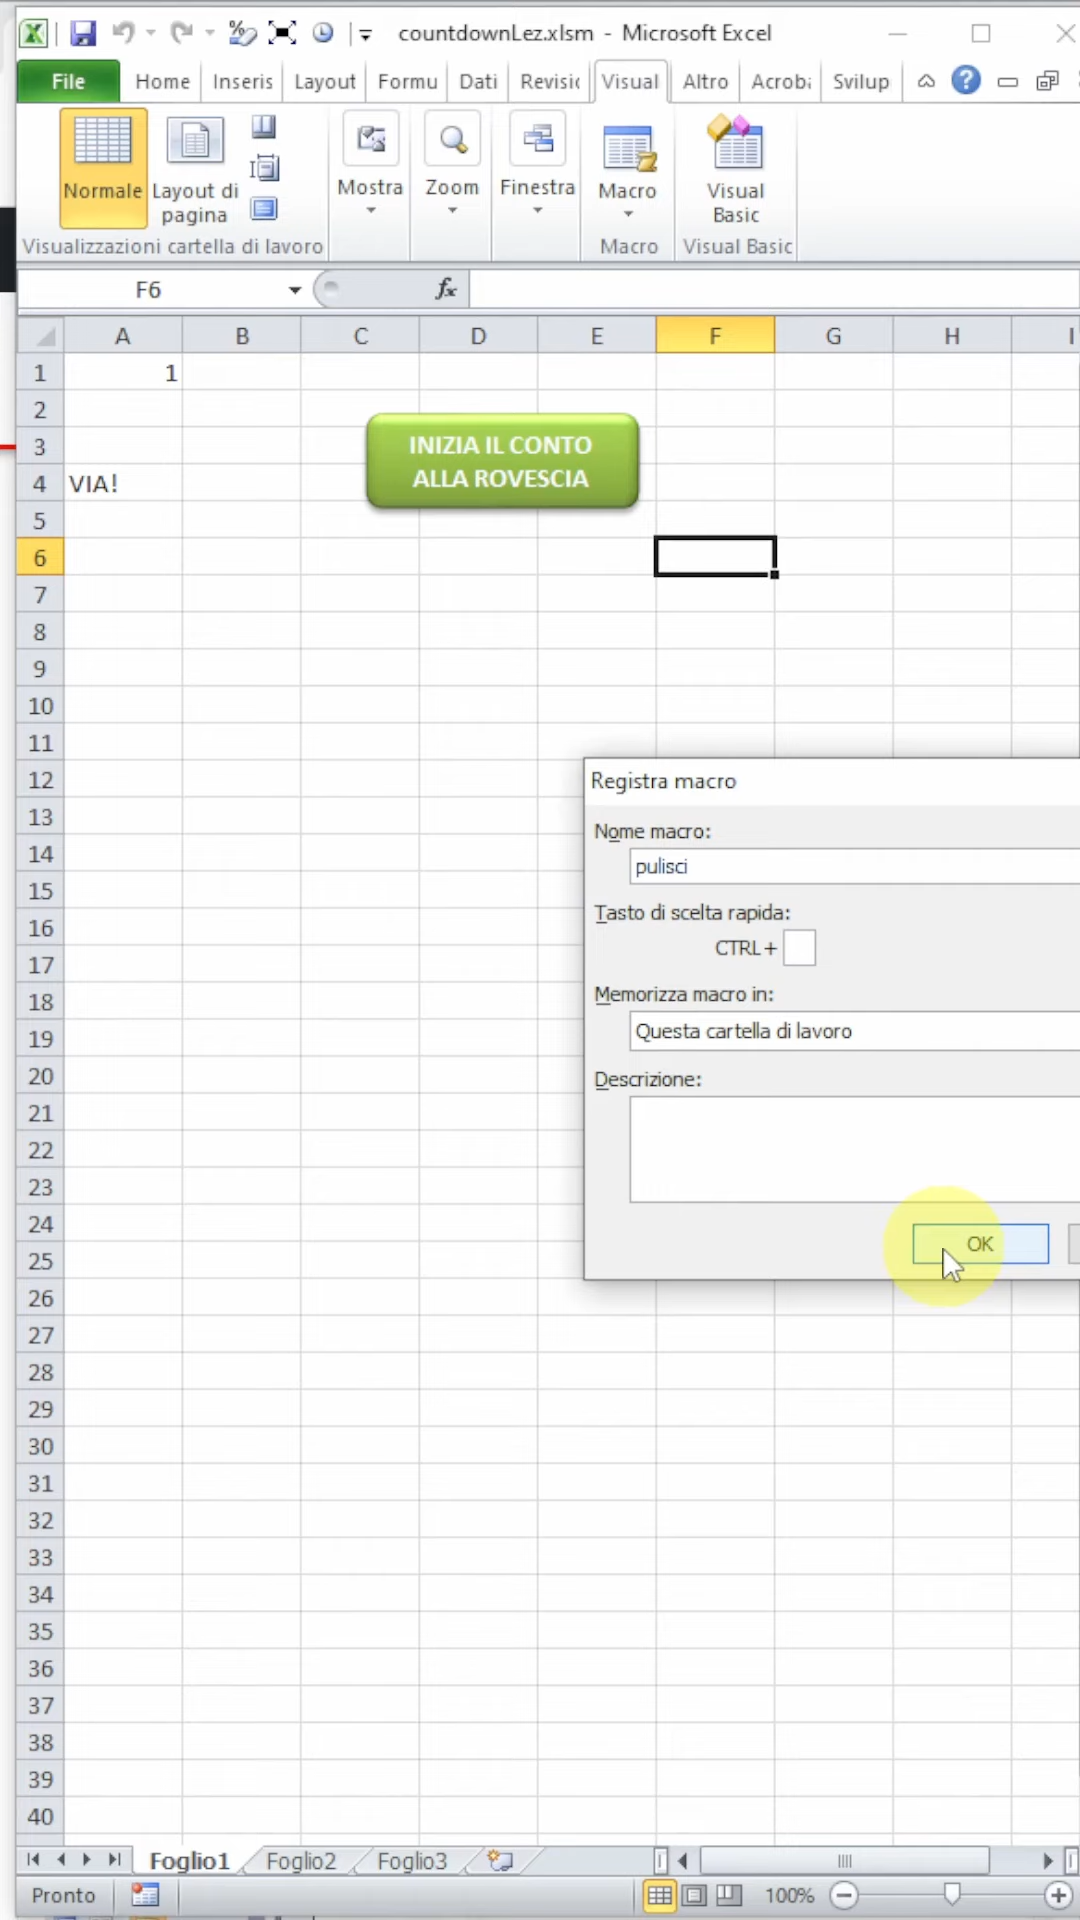 countdownLez.xlsm - Microsoft Excel
File Home Inseris Layout Formu Dati Visual Altro Svilup
Normale
Layout di
pagina
Mostra
Zoom
Finestra
Macro
Visual
Basic
Visualizzazioni cartella di lavoro
Macro
Visual Basic
F6
fx
A B C D E F G H I
1 1
2
3
4 VIA!
5
6
7
8
9
10
11
12
13
14
15
16
17
18
19
20
21
22
23
24
25
26
27
28
29
30
31
32
33
34
35
36
37
38
39
40
INIZIA IL CONTO
ALLA ROVESCIA
Registra macro
Nome macro:
pulisci
Tasto di scelta rapida:
CTRL+
Memorizza macro in:
Questa cartella di lavoro
Descrizione:
OK
Foglio1 Foglio2 Foglio3
Pronto
100%